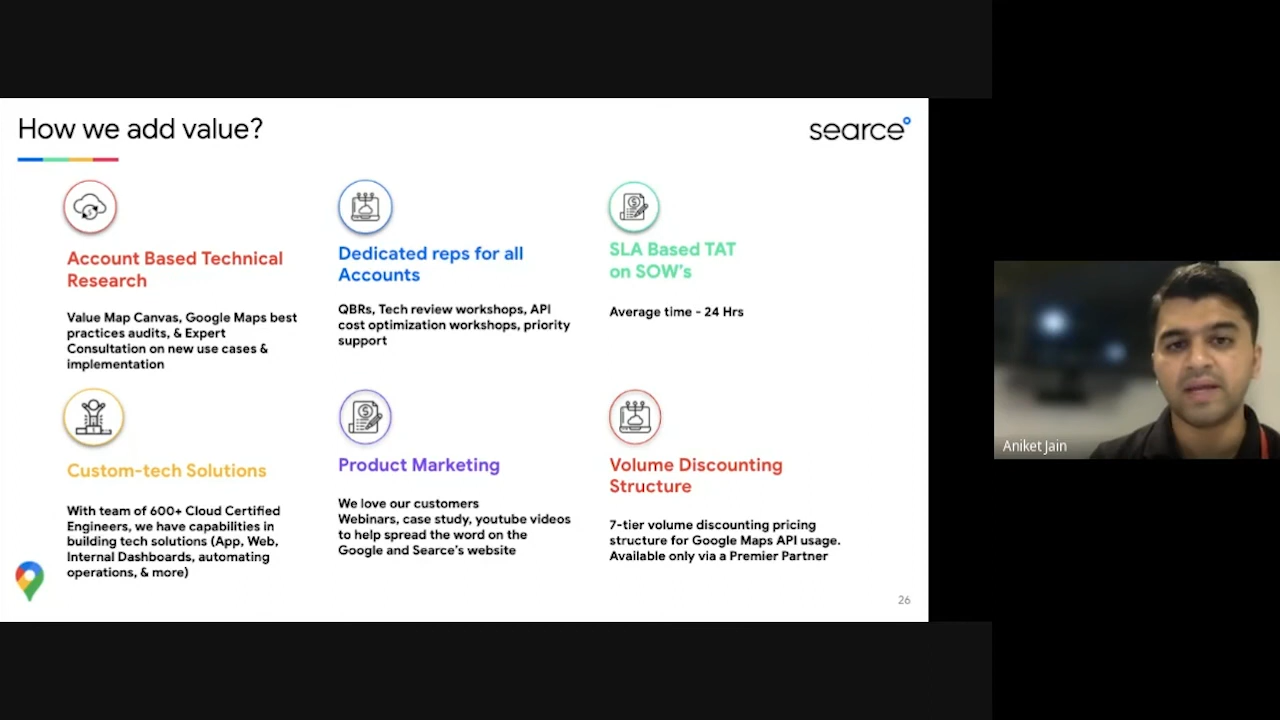 How we add value?
searce
Account Based Technical
Research
Value Map Canvas, Google Maps best
practices audits, & Expert
Consultation on new use cases &
implementation
Dedicated reps for all
Accounts
QBRs, Tech review workshops, API
cost optimization workshops, priority
support
SLA Based TAT
on SOW's
Average time - 24 Hrs
Custom-tech Solutions
With team of 600+ Cloud Certified
Engineers, we have capabilities in
building tech solutions (App, Web,
Internal Dashboards, automating
operations, & more)
Product Marketing
We love our customers
Webinars, case study, youtube videos
to help spread the word on the
Google and Searce's website
Volume Discounting
Structure
7-tier volume discounting pricing
structure for Google Maps API usage.
Available only via a Premier Partner
26
Aniket Jain